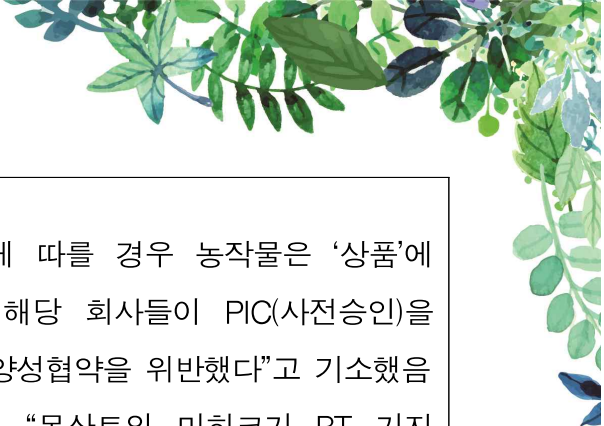 에 따를 경우 농작물은 ‘상품’에
해당 회사들이 PIC(사전승인)을
양성협약을 위반했다”고 기소했음